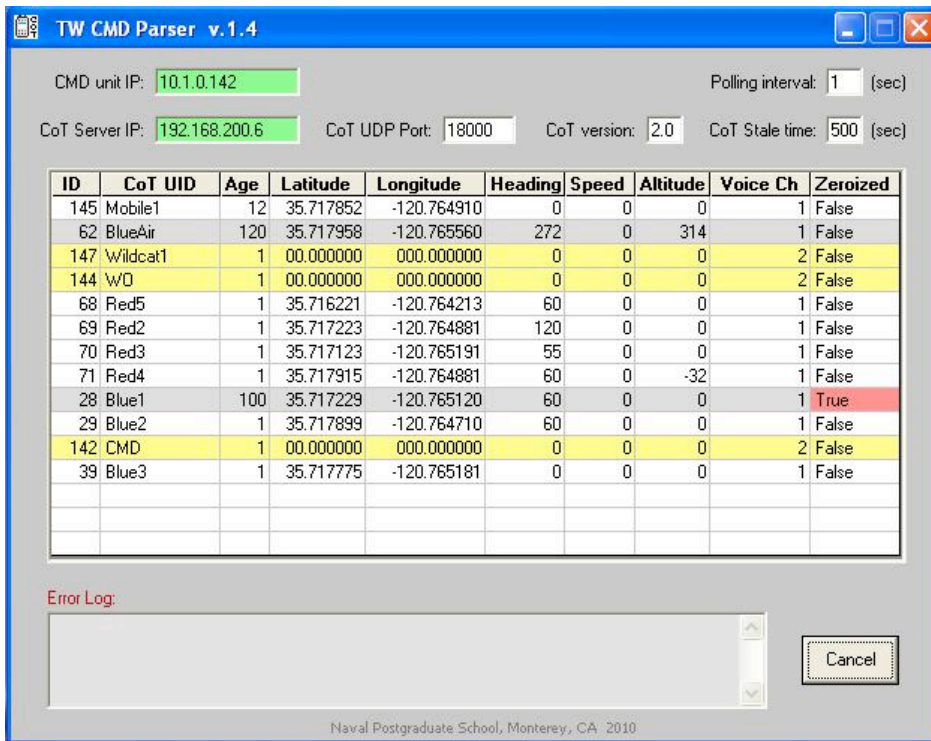 TW CMD Parser v.1.4
CMD unit IP: 10.1.0.142 Polling interval: 1 (sec)
CoT Server IP: 192.168.200.6 CoT UDP Port: 18000 CoT version: 2.0 CoT Stale time: 500 (sec)
ID CoT UID Age Latitude Longitude Heading Speed Altitude Voice Ch Zeroized
145 Mobile1 12 35.717852 -120.764910 0 0 0 1 False
62 BlueAir 120 35.717958 -120.765560 272 0 314 1 False
147 Wildcat1 1 00.000000 000.000000 0 0 0 2 False
144 WO 1 00.000000 000.000000 0 0 0 2 False
68 Red5 1 35.716221 -120.764213 60 0 0 1 False
69 Red2 1 35.717223 -120.764881 120 0 0 1 False
70 Red3 1 35.717123 -120.765191 55 0 0 1 False
71 Red4 1 35.717915 -120.764881 60 0 -32 1 False
28 Blue1 100 35.717229 -120.765120 60 0 0 1 True
29 Blue2 1 35.717899 -120.764710 60 0 0 1 False
142 CMD 1 00.000000 000.000000 0 0 0 2 False
39 Blue3 1 35.717775 -120.765181 0 0 0 1 False
Error Log:
Cancel
Naval Postgraduate School, Monterey, CA 2010